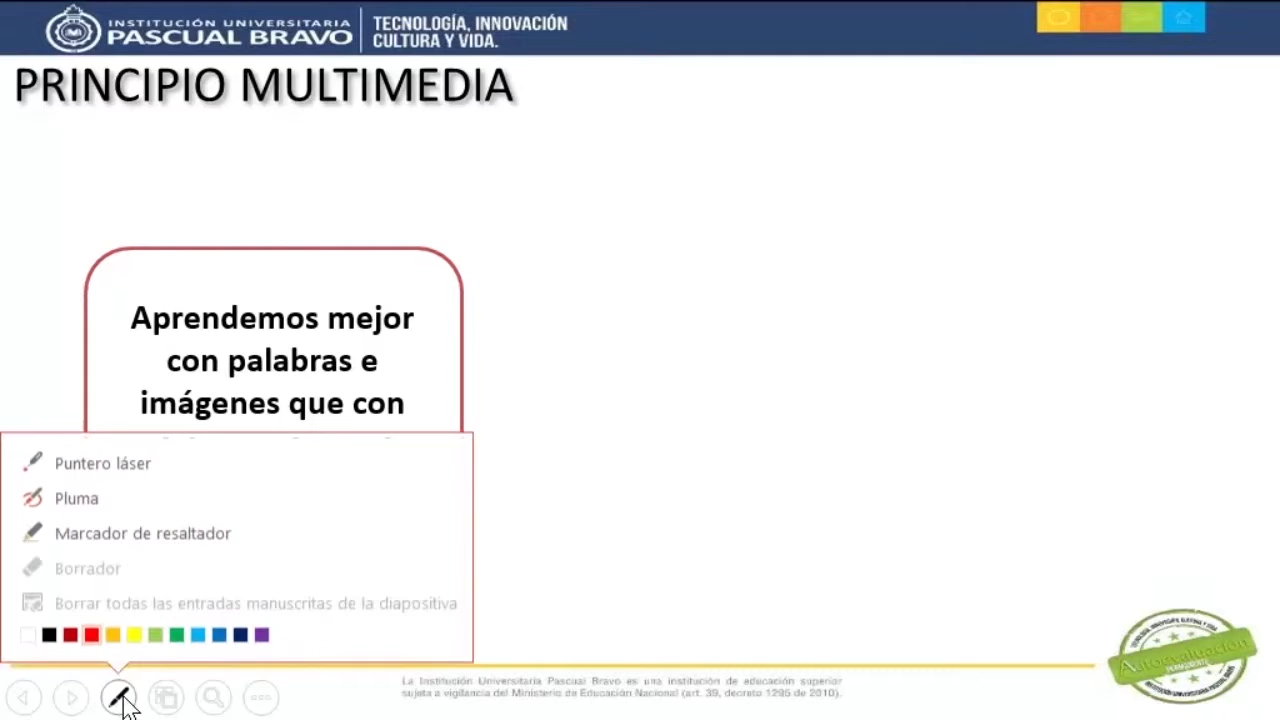 INSTITUCIÓN UNIVERSITARIA
PASCUAL BRAVO
TECNOLOGÍA, INNOVACIÓN
CULTURA Y VIDA.
PRINCIPIO MULTIMEDIA
Aprendemos mejor
con palabras e
imágenes que con
Puntero láser
Pluma
Marcador de resaltador
Borrador
Borrar todas las entradas manuscritas de la diapositiva
La Institución Universitaria Pascual Bravo es una institución de educación superior
sujeta a vigilancia del Ministerio de Educación Nacional (art. 39, decreto 1295 de 2010).
Autoevaluación
PERMANENTE